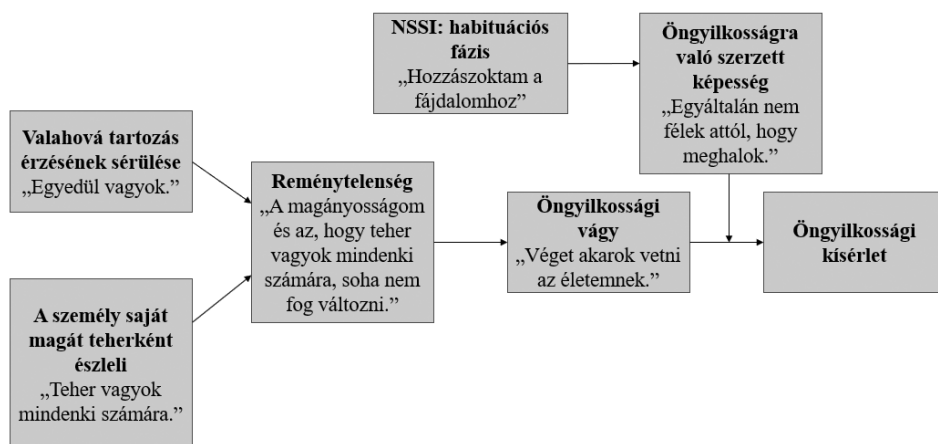 NSSI: habituációs
fázis
„Hozzászoktam a
fájdalomhoz”
Öngyilkosságra
való szerzett
képesség
„Egyáltalán nem
félek attól, hogy
meghalok.”
Valahová tartozás
érzésének sérülése
„Egyedül vagyok.”
Reménytelenség
„A magányosságom
és az, hogy teher
vagyok mindenki
számára, soha nem
fog változni.”
Öngyilkossági
vágy
„Véget akarok vetni
az életemnek.”
Öngyilkossági
kísérlet
A személy saját
magát teherként
észleli
„Teher vagyok
mindenki számára.”